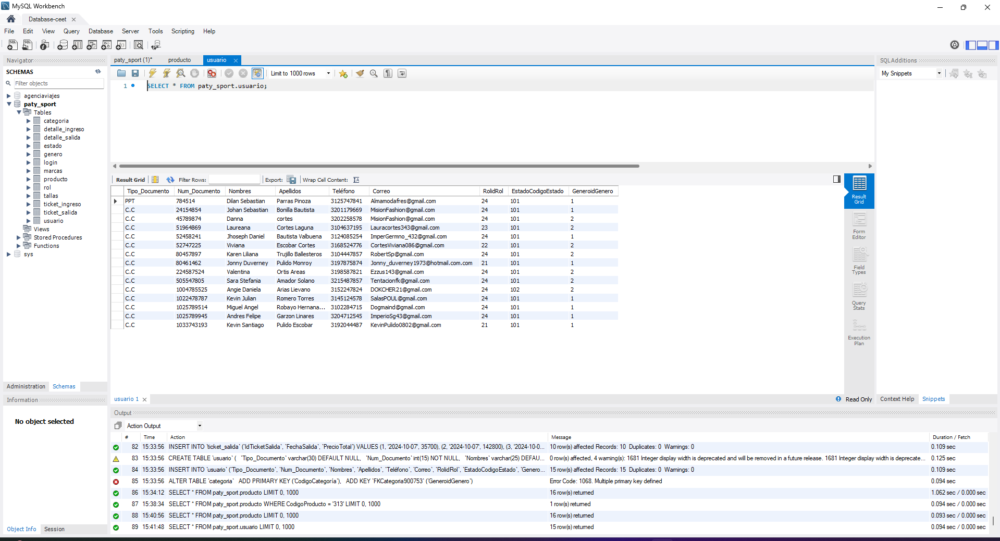 MySQL Workbench
Database-ceet
File Edit View Query Database Server Tools Scripting Help
Navigator
SCHEMAS
Filter objects
agenciaviajes
paty_sport
Tables
categoria
detalle_ingreso
detalle_salida
estado
genero
login
marcas
producto
rol
tallas
ticket_ingreso
ticket_salida
usuario
Views
Stored Procedures
Functions
sys
Administration Schemas
Information
No object selected
Object Info Session
paty_sport (1)* producto usuario
Limit to 1000 rows
1 SELECT * FROM paty_sport.usuario;
Result Grid Filter Rows: Export: Wrap Cell Content:
Tipo_Documento Num_Documento Nombres Apellidos Teléfono Correo RolidRol EstadoCodigoEstado GeneroidGenero
PPT 784514 Dilan Sebastian Parras Pinoza 3125747841 Almamodafres@gmail.com 24 101 1
C.C 24154854 Johan Sebastian Bonilla Bautista 3201179669 MisionFashion@gmail.com 24 101 1
C.C 45789874 Danna cortes 3202258578 MisionFashion@gmail.com 24 101 2
C.C 51964869 Laureana Cortes Laguna 3104637195 Lauracortes343@gmail.com 23 101 2
C.C 52458241 Jhoseph Daniel Bautista Valbuena 3124085254 ImperGermno_432@gmail.com 24 101 1
C.C 52747225 Viviana Escobar Cortes 3168524776 CortesViviana086@gmail.com 22 101 2
C.C 80457897 Karen Liliana Trujillo Ballesteros 3104447857 RobertSp@gmail.com 24 101 2
C.C 80461462 Jonny Duverney Pulido Monroy 3197875874 Jonny_duverney1973@hotmail.com.com 21 101 1
C.C 224587524 Valentina Ortis Areas 3198587821 Ezzus143@gmail.com 24 101 2
C.C 505547805 Sara Stefania Amador Solano 3215487857 Tentacionfk@gmail.com 24 101 2
C.C 1004785525 Angie Daniela Arias Lievano 3152247824 DOKCHER21@gmail.com 24 102 2
C.C 1022478787 Kevin Julian Romero Torres 3145124578 SalasPOUL@gmail.com 24 101 1
C.C 1025789514 Miguel Angel Robayo Hernana... 3102284715 Dogmaind@gmail.com 24 101 1
C.C 1025789945 Andres Felipe Garzon Linares 3204712545 ImperioSg43@gmail.com 24 101 1
C.C 1033743193 Kevin Santiago Pulido Escobar 3192044487 KevinPulido0802@gmail.com 21 101 1
Result Grid
Form Editor
Field Types
Query Stats
Execution Plan
usuario 1
Read Only
SQLAdditions
My Snippets
Context Help Snippets
Output
Action Output
# Time Action Message Duration / Fetch
82 15:33:56 INSERT INTO `ticket_salida` (`IdTicketSalida`, `FechaSalida`, `PrecioTotal`) VALUES (1, '2024-10-07', 35700), (2, '2024-10-07', 142800), (3, '2024-10-0... 10 row(s) affected Records: 10 Duplicates: 0 Warnings: 0 0.109 sec
83 15:33:56 CREATE TABLE `usuario` ( `Tipo_Documento` varchar(30) DEFAULT NULL, `Num_Documento` int(15) NOT NULL, `Nombres` varchar(25) DEFAU... 0 row(s) affected, 4 warning(s): 1681 Integer display width is deprecated and will be removed in a future release. 1681 Integer display width is deprecate... 0.125 sec
84 15:33:56 INSERT INTO `usuario` (`Tipo_Documento`, `Num_Documento`, `Nombres`, `Apellidos`, `Teléfono`, `Correo`, `RolidRol`, `EstadoCodigoEstado`, `Genero... 15 row(s) affected Records: 15 Duplicates: 0 Warnings: 0 0.109 sec
85 15:33:56 ALTER TABLE `categoria` ADD PRIMARY KEY (`CodigoCategoría`), ADD KEY `FKCategoria900753` (`GeneroidGenero`) Error Code: 1068. Multiple primary key defined 0.094 sec
86 15:34:12 SELECT * FROM paty_sport.producto LIMIT 0, 1000 16 row(s) returned 1.062 sec / 0.000 sec
87 15:38:34 SELECT * FROM paty_sport.producto WHERE CodigoProducto = '313' LIMIT 0, 1000 1 row(s) returned 0.094 sec / 0.000 sec
88 15:40:56 SELECT * FROM paty_sport.producto LIMIT 0, 1000 16 row(s) returned 0.093 sec / 0.000 sec
89 15:41:48 SELECT * FROM paty_sport.usuario LIMIT 0, 1000 15 row(s) returned 0.094 sec / 0.000 sec